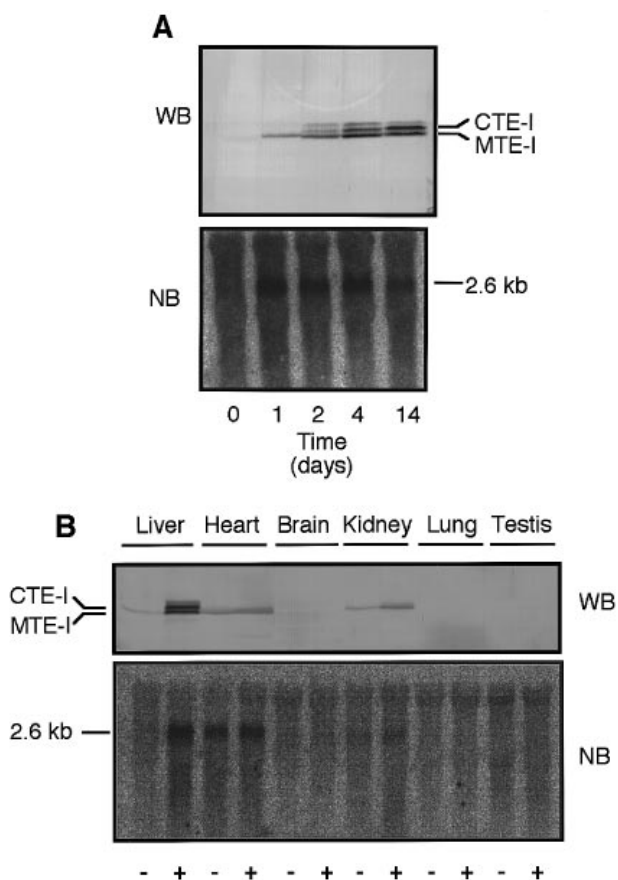 A
WB
CTE-I
MTE-I
NB
2.6 kb
0 1 2 4 14
Time
(days)
B
Liver Heart Brain Kidney Lung Testis
CTE-I
MTE-I
WB
2.6 kb
NB
- + - + - + - + - + - +